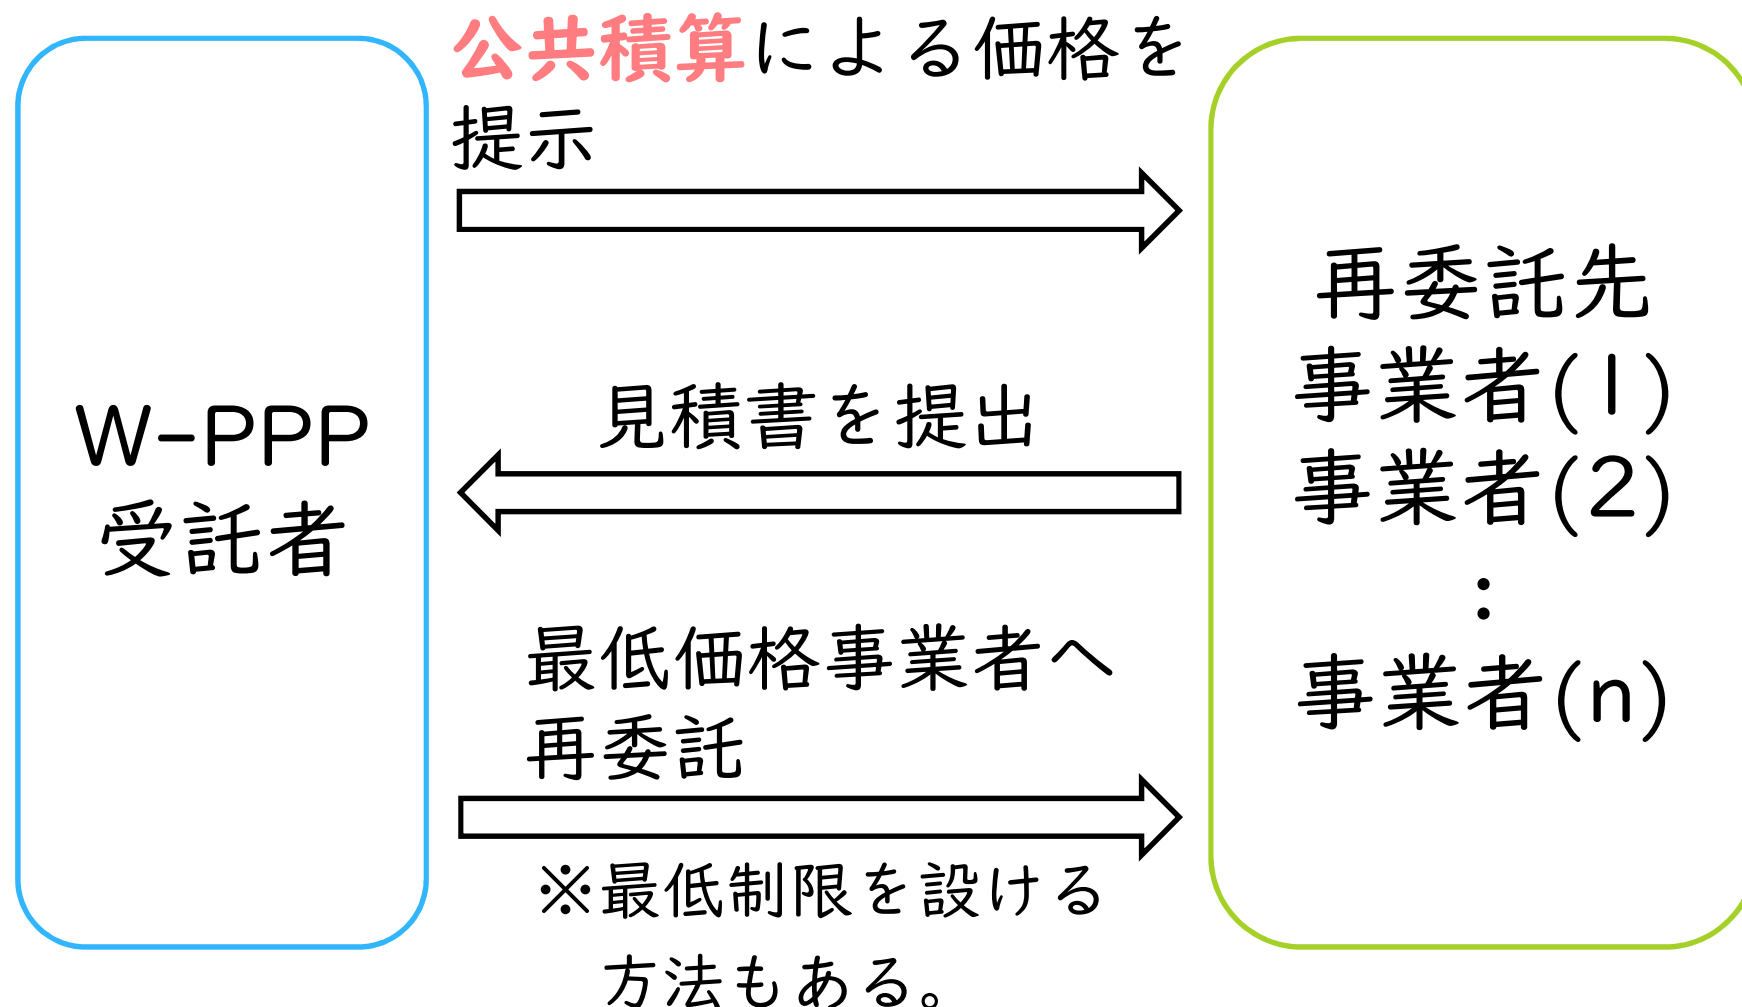 公共積算による価格を
提示
W-PPP
受託者
見積書を提出
最低価格事業者へ
再委託
※最低制限を設ける
方法もある。
再委託先
事業者(1)
事業者(2)
：
事業者(n)